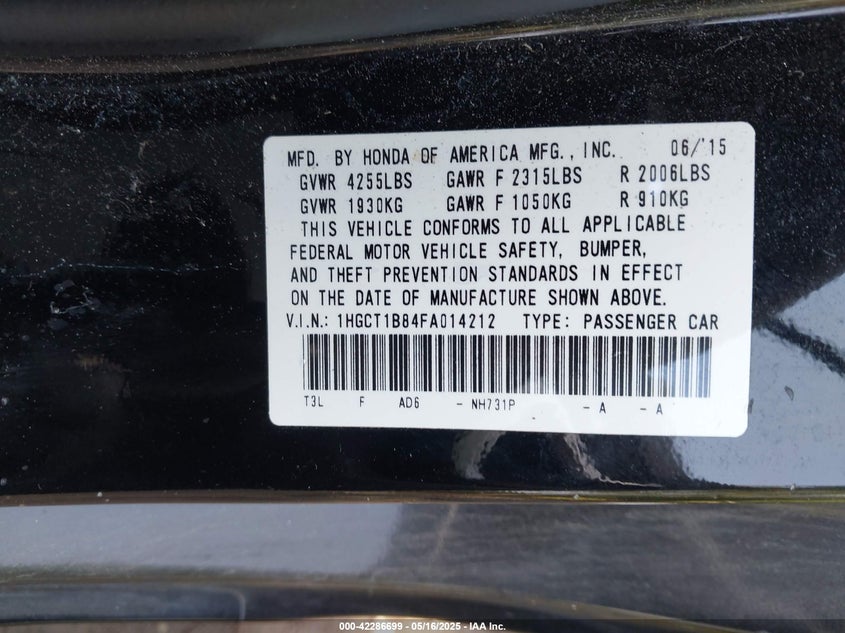 MFD. BY HONDA OF AMERICA MFG., INC. 06/'15
GVWR 4255LBS GAWR F 2315LBS R 2006LBS
GVWR 1930KG GAWR F 1050KG R 910KG
THIS VEHICLE CONFORMS TO ALL APPLICABLE
FEDERAL MOTOR VEHICLE SAFETY, BUMPER,
AND THEFT PREVENTION STANDARDS IN EFFECT
ON THE DATE OF MANUFACTURE SHOWN ABOVE.
V.I.N.: 1HGCT1B84FA014212 TYPE: PASSENGER CAR
T3L F AD6 - NH731P - A - A
000-42286699 - 05/16/2025 - IAA Inc.